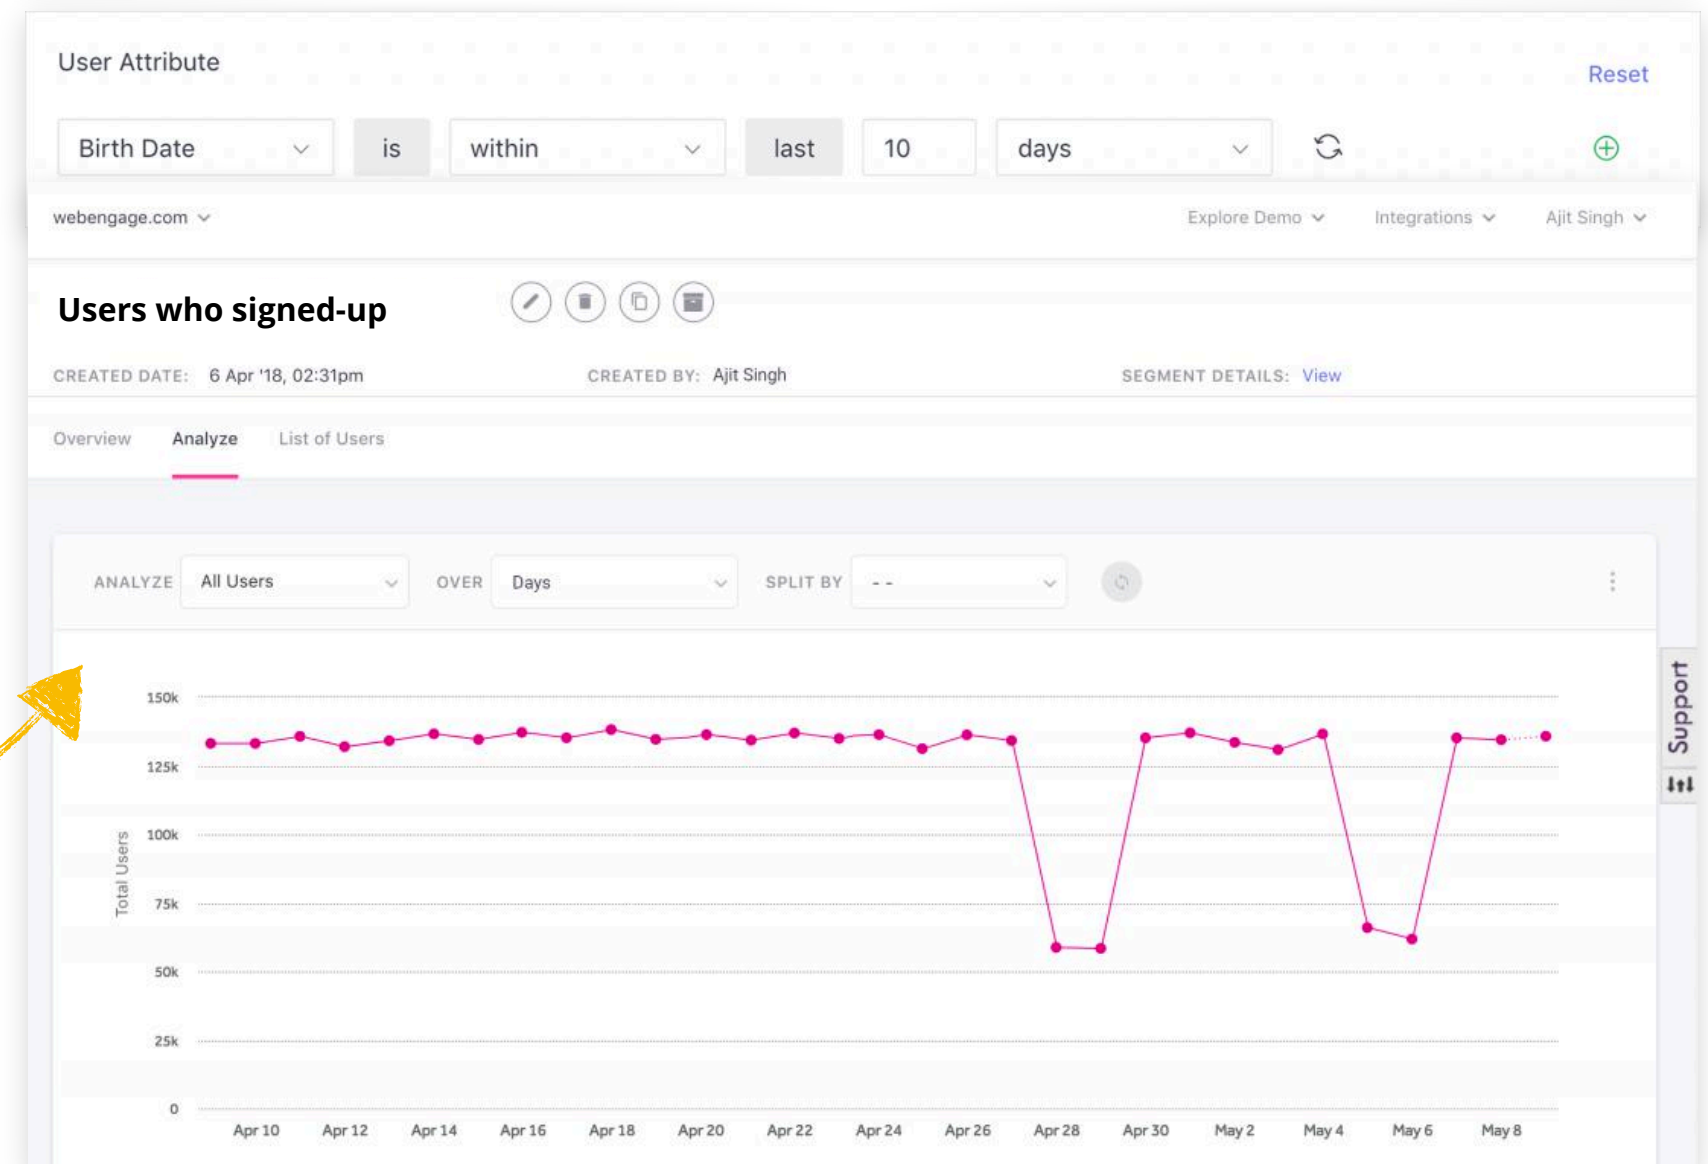 User Attribute
Reset
Birth Date is within last 10 days
webengage.com Explore Demo Integrations Ajit Singh
Users who signed-up
CREATED DATE: 6 Apr '18, 02:31pm CREATED BY: Ajit Singh SEGMENT DETAILS: View
Overview Analyze List of Users
ANALYZE All Users OVER Days SPLIT BY - -
Support
Total Users
150k
125k
100k
75k
50k
25k
0
Apr 10 Apr 12 Apr 14 Apr 16 Apr 18 Apr 20 Apr 22 Apr 24 Apr 26 Apr 28 Apr 30 May 2 May 4 May 6 May 8